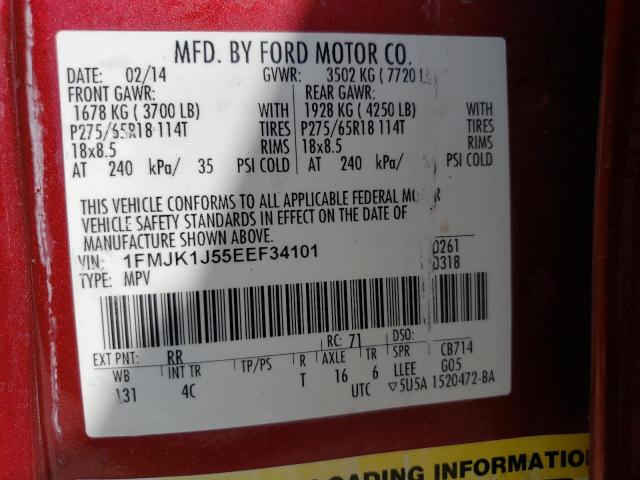 MFD. BY FORD MOTOR CO.
DATE: 02/14 GVWR: 3502 KG ( 7720 LB
FRONT GAWR: REAR GAWR:
1678 KG ( 3700 LB) WITH 1928 KG ( 4250 LB) WITH
P275/65R18 114T TIRES P275/65R18 114T TIRES
18x8.5 RIMS 18x8.5 RIMS
AT 240 kPa/ 35 PSI COLD AT 240 kPa/ PSI COLD
THIS VEHICLE CONFORMS TO ALL APPLICABLE FEDERAL MOTOR
VEHICLE SAFETY STANDARDS IN EFFECT ON THE DATE OF
MANUFACTURE SHOWN ABOVE.
VIN: 1FMJK1J55EEF34101 0261
TYPE: MPV 0318
RC: 71 DSO:
EXT PNT: RR TP/PS R AXLE TR SPR CB714
WB INT TR T 16 6 LLEE G05
131 4C UTC ▽5U5A 1520472-BA
LOADING INFORMATION